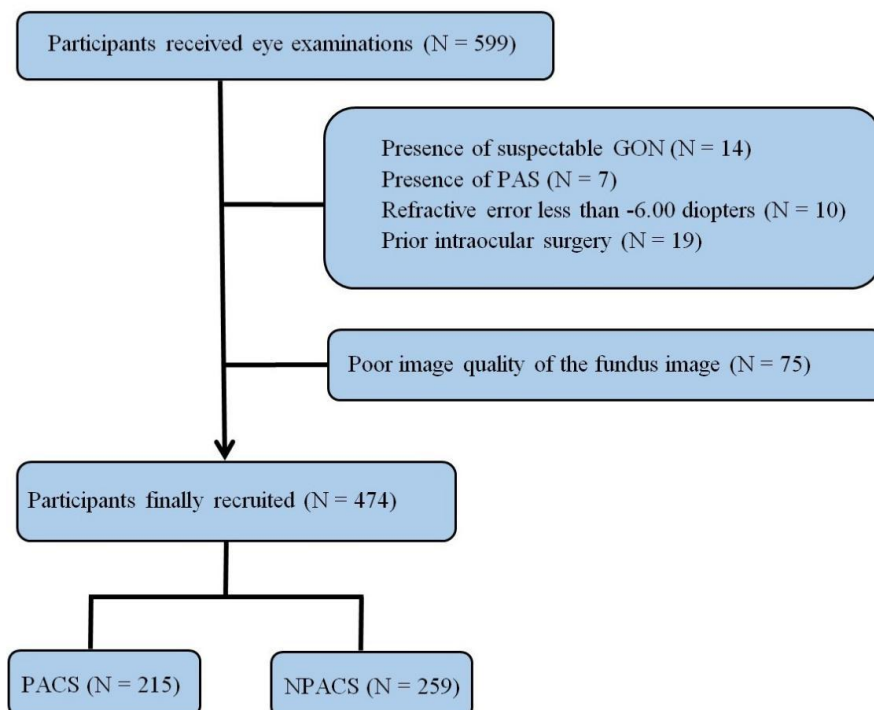 Participants received eye examinations (N = 599)
Presence of suspectable GON (N = 14)
Presence of PAS (N = 7)
Refractive error less than -6.00 diopters (N = 10)
Prior intraocular surgery (N = 19)
Poor image quality of the fundus image (N = 75)
Participants finally recruited (N = 474)
PACS (N = 215)
NPACS (N = 259)